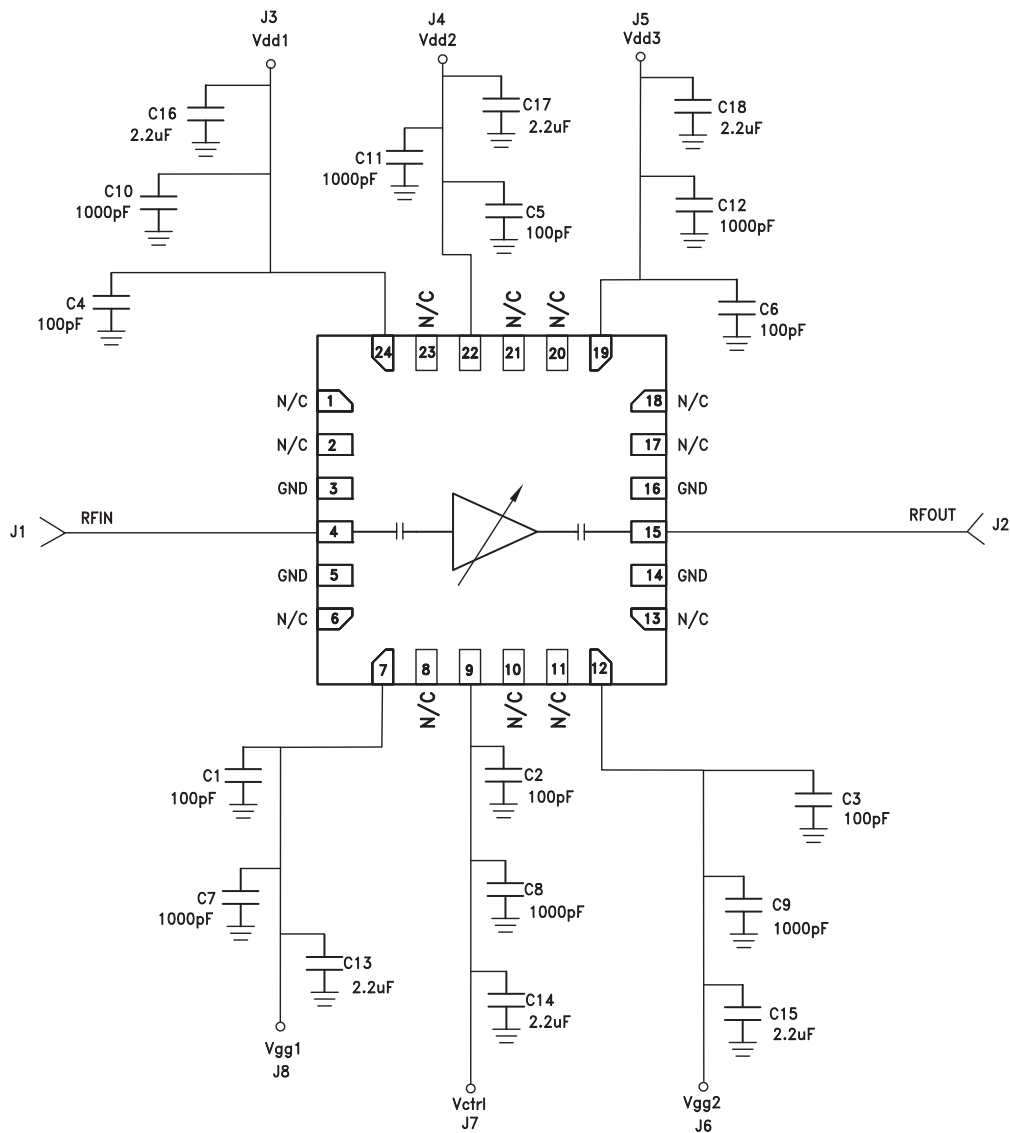 J3
Vdd1
J4
Vdd2
J5
Vdd3
C16
2.2uF
C17
2.2uF
C18
2.2uF
C11
1000pF
C10
1000pF
C5
100pF
C12
1000pF
C4
100pF
C6
100pF
N/C
N/C
N/C
24
23
22
21
20
19
N/C
1
18
N/C
N/C
2
17
N/C
GND
3
16
GND
J1
RFIN
4
15
RFOUT
J2
GND
5
14
GND
N/C
6
13
N/C
7
8
9
10
11
12
N/C
N/C
N/C
C1
100pF
C2
100pF
C3
100pF
C7
1000pF
C8
1000pF
C9
1000pF
C13
2.2uF
C14
2.2uF
C15
2.2uF
Vgg1
J8
Vctrl
J7
Vgg2
J6